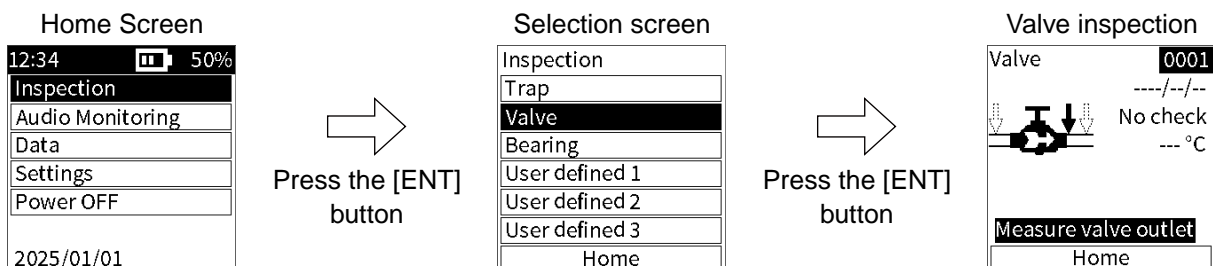 Home Screen
12:34 50%
Inspection
Audio Monitoring
Data
Settings
Power OFF
2025/01/01
Press the [ENT]
button
Selection screen
Inspection
Trap
Valve
Bearing
User defined 1
User defined 2
User defined 3
Home
Press the [ENT]
button
Valve inspection
Valve 0001
----/--/--
No check
--- °C
Measure valve outlet
Home